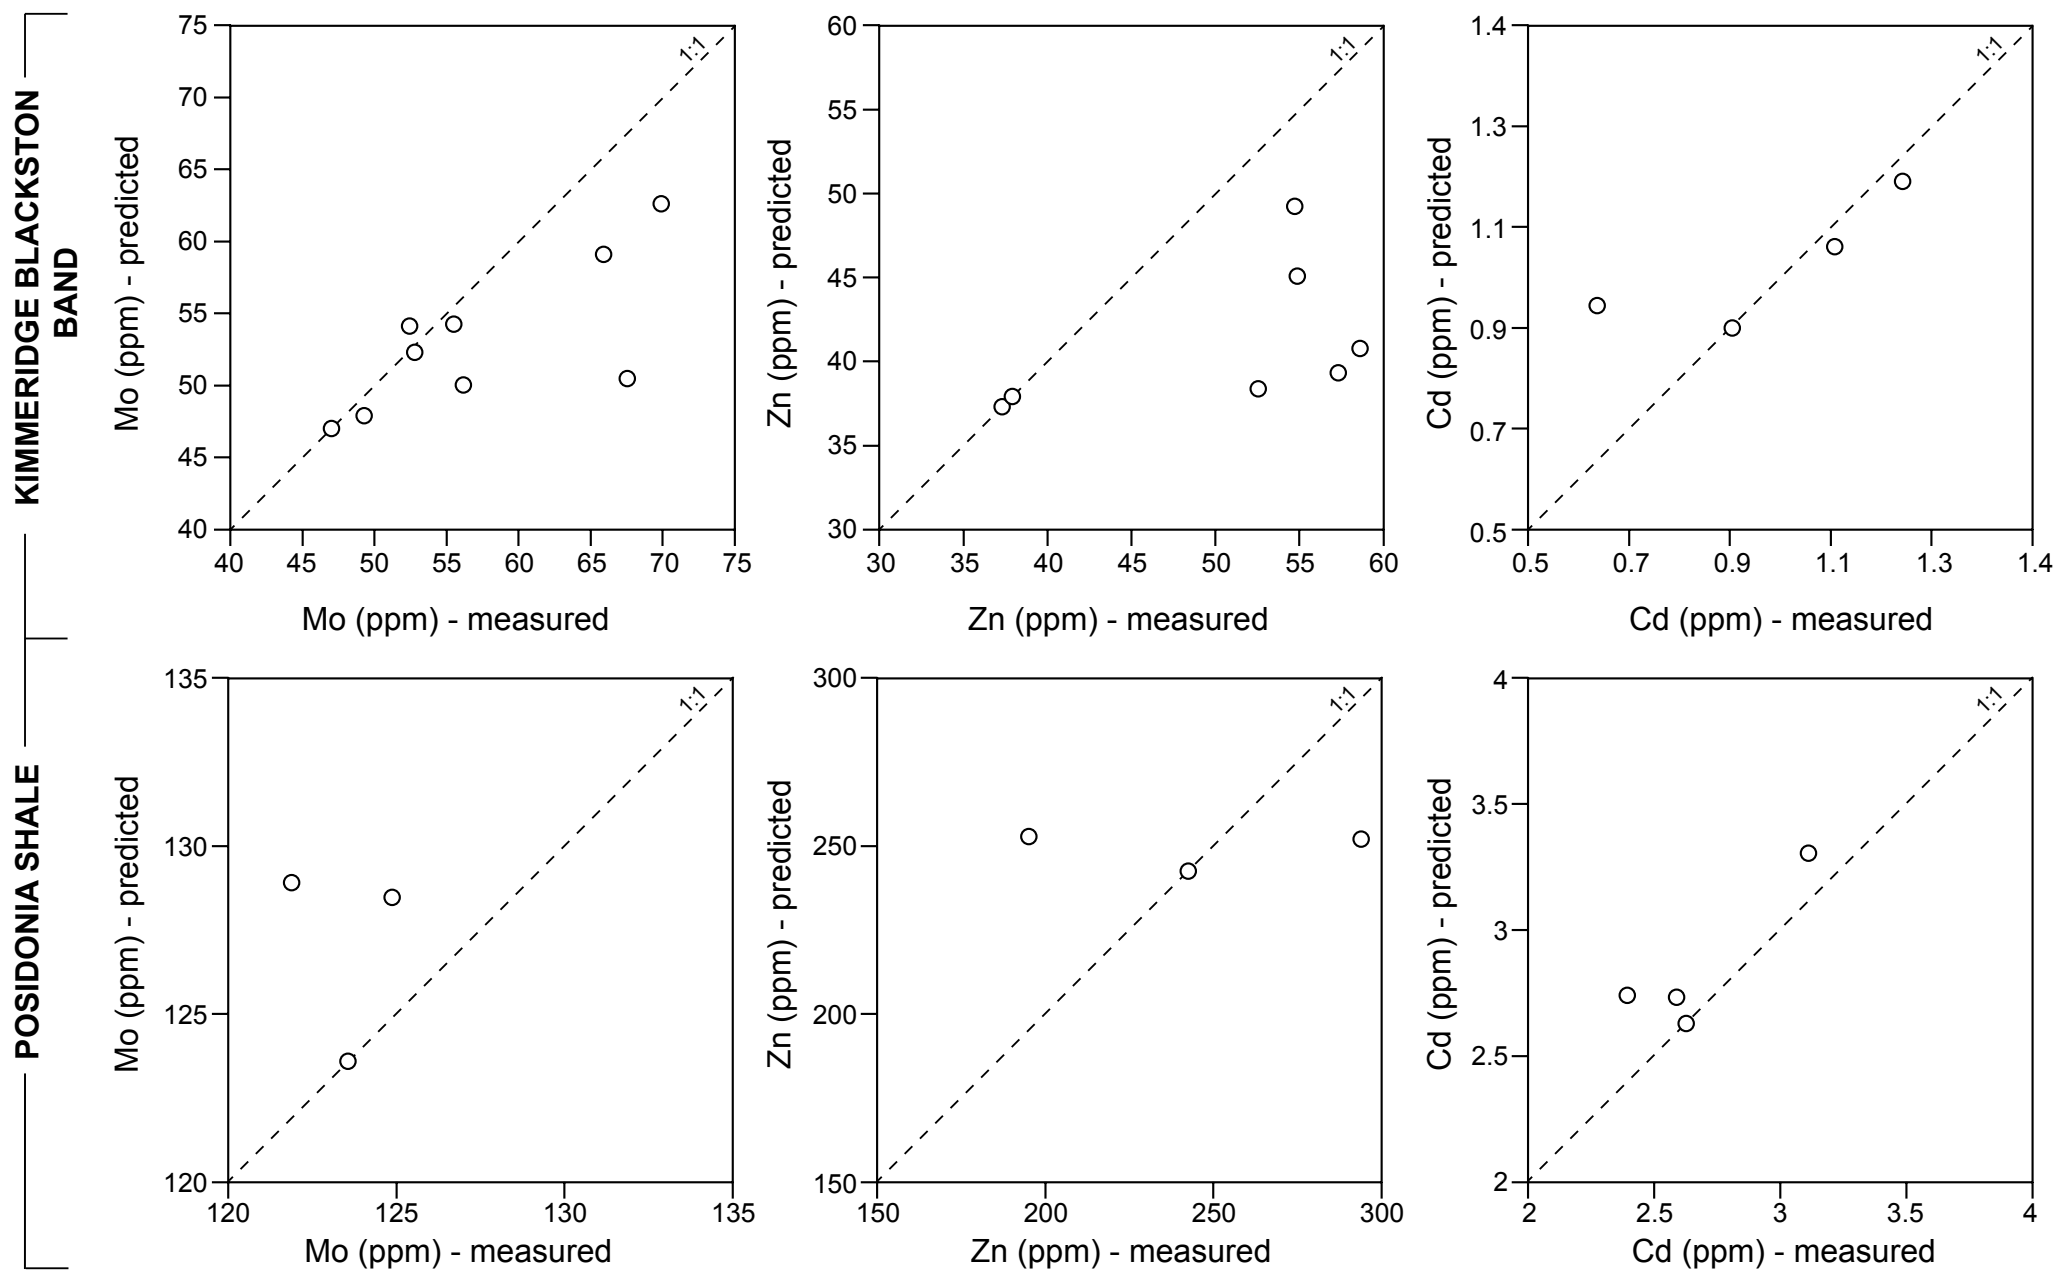 KIMMERIDGE BLACKSTON
BAND
Mo (ppm) - predicted
75
70
65
60
55
50
45
40
1:1
40 45 50 55 60 65 70 75
Mo (ppm) - measured
Zn (ppm) - predicted
60
55
50
45
40
35
30
1:1
30 35 40 45 50 55 60
Zn (ppm) - measured
Cd (ppm) - predicted
1.4
1.3
1.1
0.9
0.7
0.5
1:1
0.5 0.7 0.9 1.1 1.3 1.4
Cd (ppm) - measured
POSIDONIA SHALE
Mo (ppm) - predicted
135
130
125
120
1:1
120 125 130 135
Mo (ppm) - measured
Zn (ppm) - predicted
300
250
200
150
1:1
150 200 250 300
Zn (ppm) - measured
Cd (ppm) - predicted
4
3.5
3
2.5
2
1:1
2 2.5 3 3.5 4
Cd (ppm) - measured